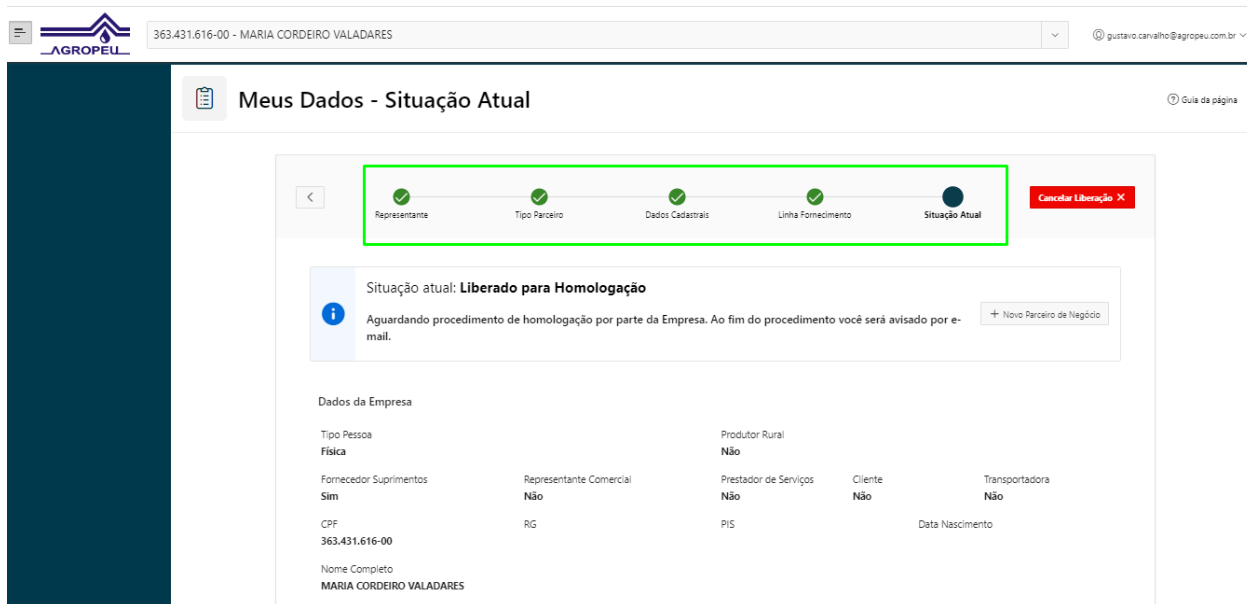 AGROPEU
363.431.616-00 - MARIA CORDEIRO VALADARES
gustavo.carvalho@agropeu.com.br
Meus Dados - Situação Atual
Guia da página
Representante
Tipo Parceiro
Dados Cadastrais
Linha Fornecimento
Situação Atual
Cancelar Liberação X
Situação atual: Liberado para Homologação
Aguardando procedimento de homologação por parte da Empresa. Ao fim do procedimento você será avisado por e-
mail.
+ Novo Parceiro de Negócio
Dados da Empresa
Tipo Pessoa
Física
Produtor Rural
Não
Fornecedor Suprimentos
Sim
Representante Comercial
Não
Prestador de Serviços
Não
Cliente
Não
Transportadora
Não
CPF
363.431.616-00
RG
PIS
Data Nascimento
Nome Completo
MARIA CORDEIRO VALADARES